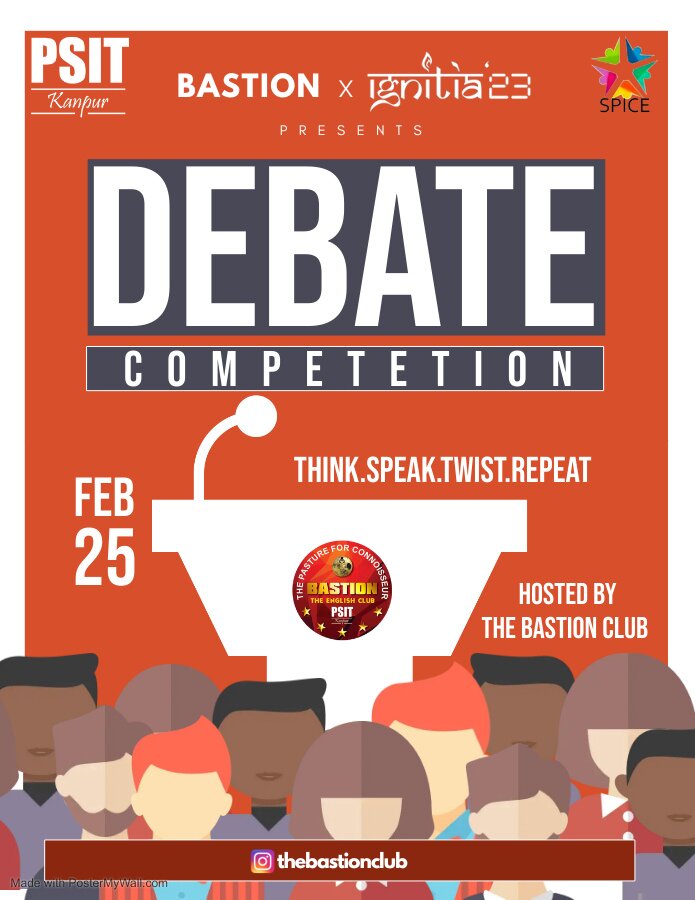 PSIT
Kanpur
BASTION x ignitia'23
SPICE
PRESENTS
DEBATE
COMPETETION
THINK.SPEAK.TWIST.REPEAT
FEB
25
THE PASTURE FOR CONNOISSEUR
BASTION
THE ENGLISH CLUB
PSIT
Kanpur
HOSTED BY
THE BASTION CLUB
thebastionclub
Made with PosterMyWall.com